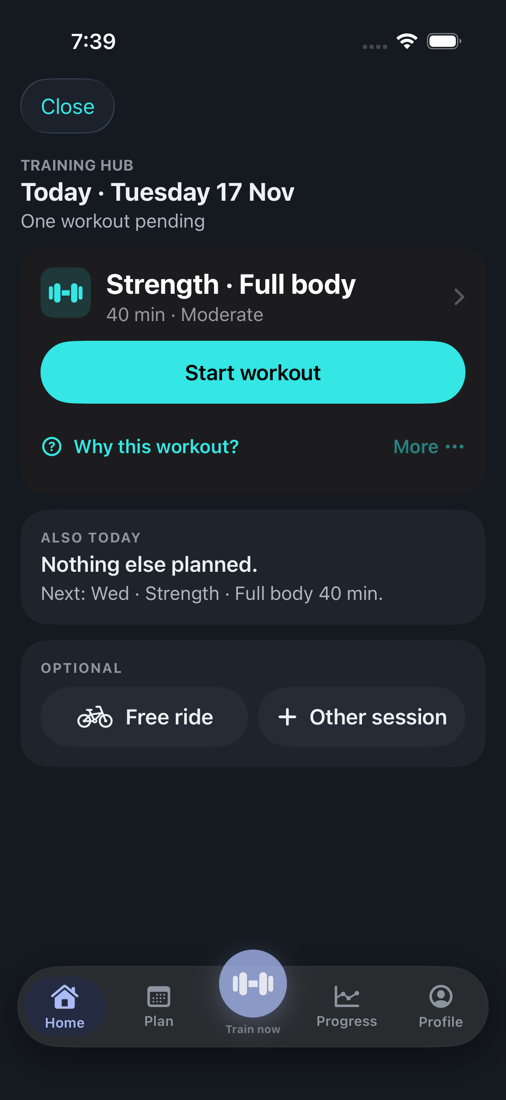 7:39
Close
TRAINING HUB
Today · Tuesday 17 Nov
One workout pending
Strength · Full body
40 min · Moderate
Start workout
Why this workout?
More ···
ALSO TODAY
Nothing else planned.
Next: Wed · Strength · Full body 40 min.
OPTIONAL
Free ride
+ Other session
Home
Plan
Train now
Progress
Profile